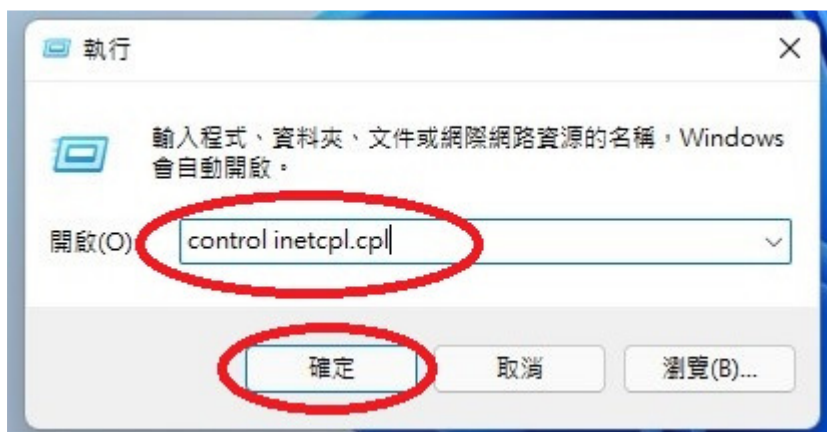 執行
輸入程式、資料夾、文件或網際網路資源的名稱，Windows
會自動開啟。
開啟(O):
control inetcpl.cpl
確定 取消 瀏覽(B)...